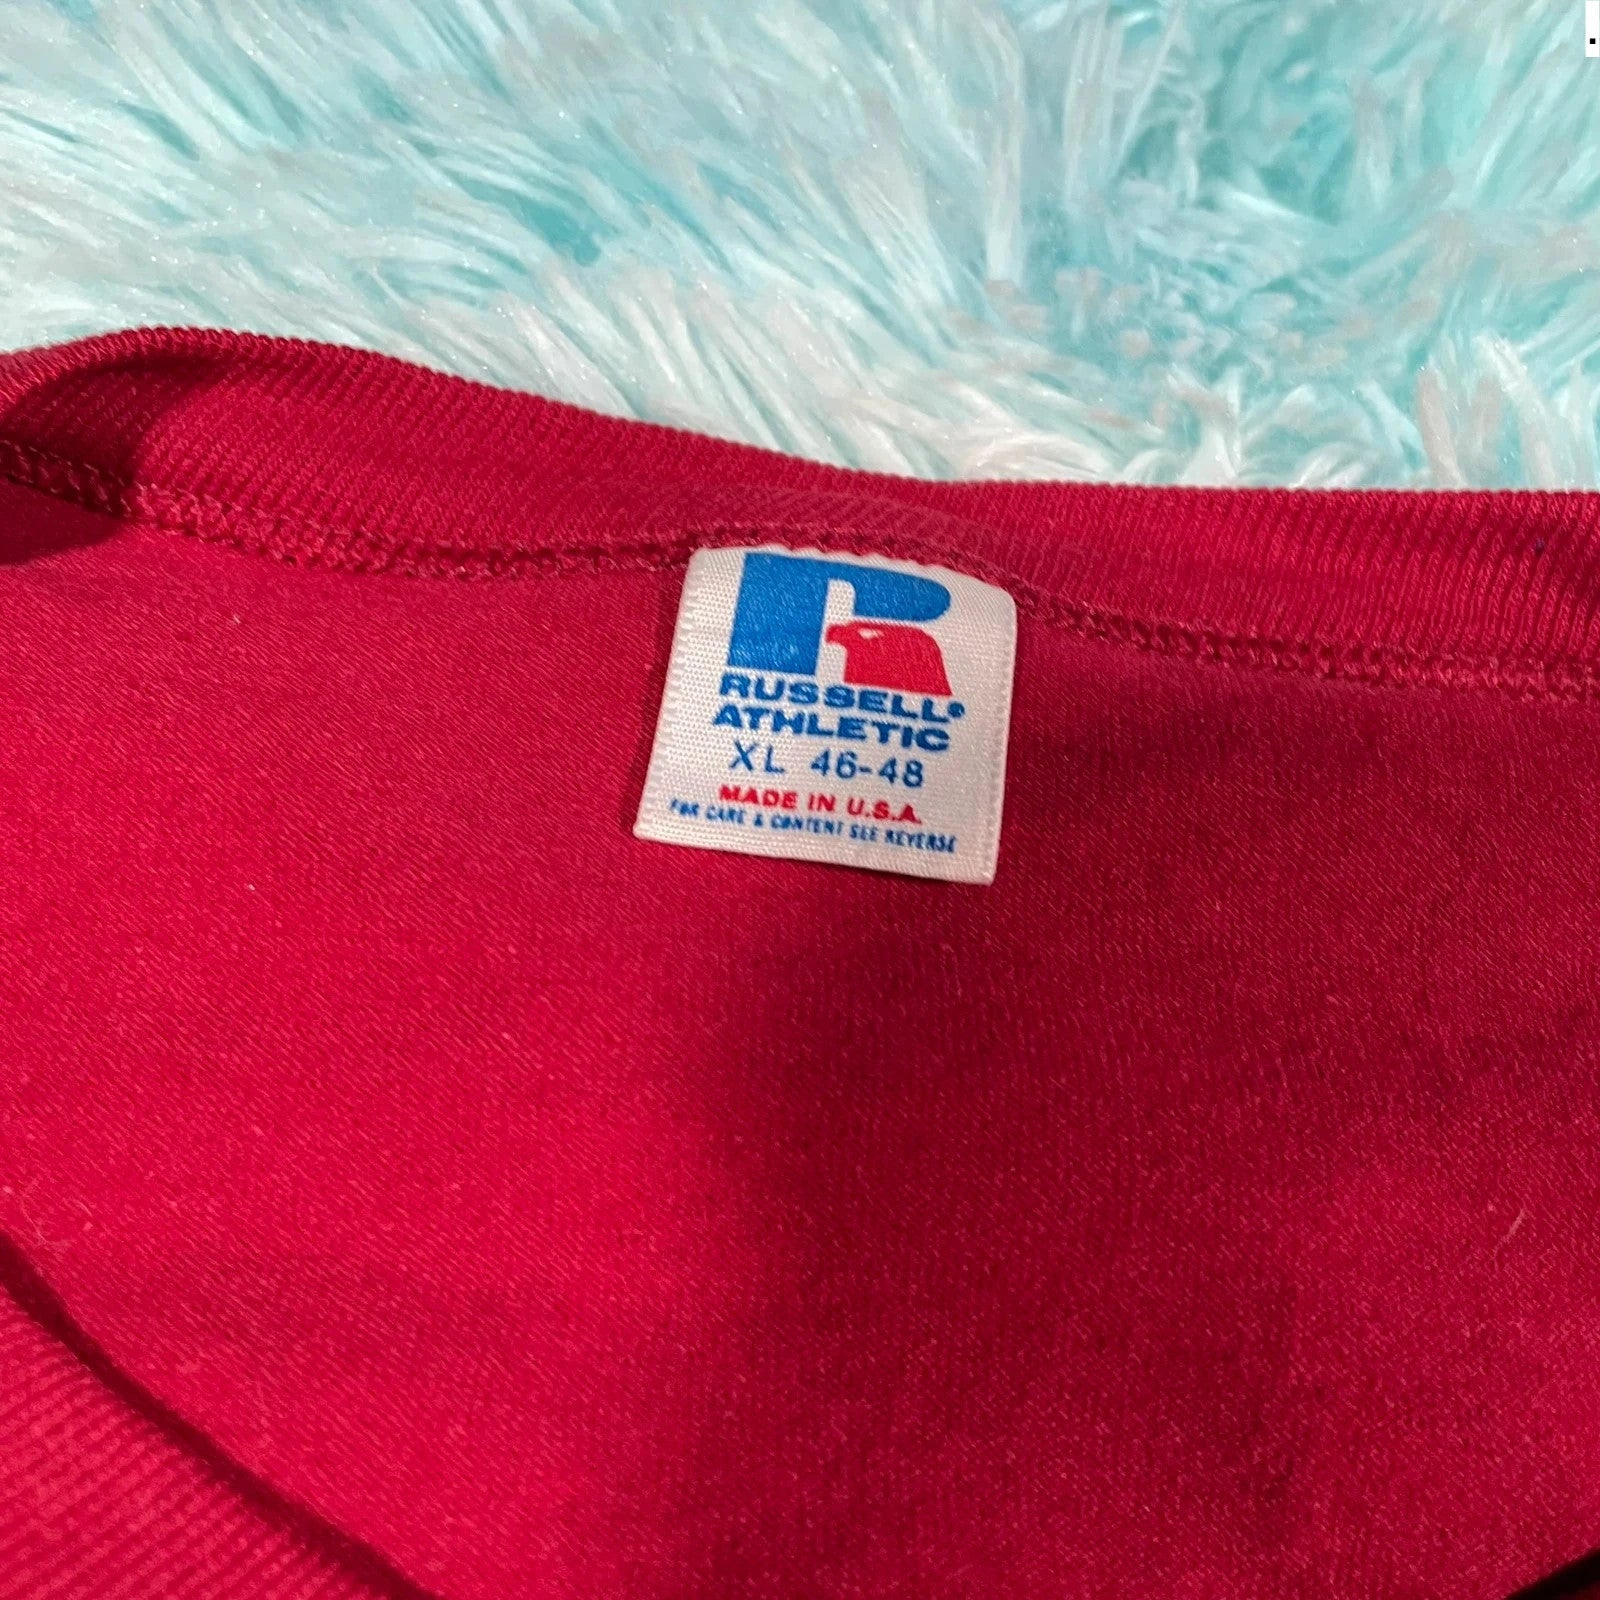 R
RUSSELL®
ATHLETIC
XL 46-48
MADE IN U.S.A.
FOR CARE & CONTENT SEE REVERSE
.